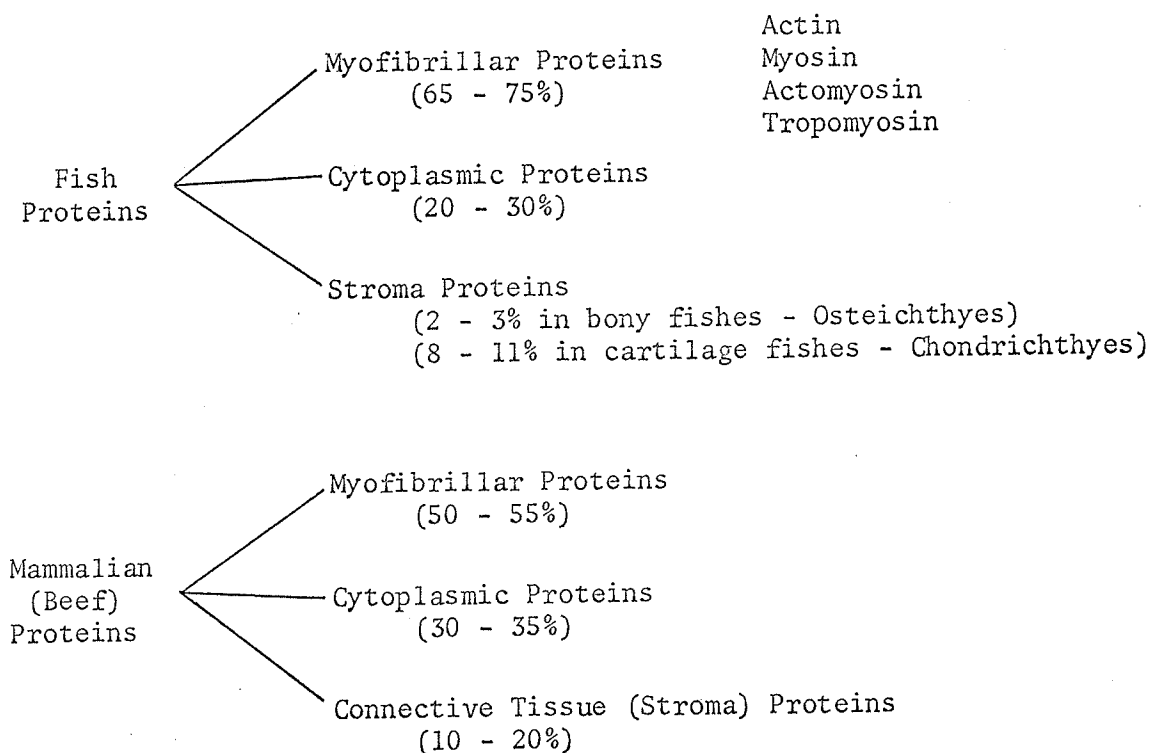 Fish
Proteins
Myofibrillar Proteins
(65 - 75%)
Actin
Myosin
Actomyosin
Tropomyosin
Cytoplasmic Proteins
(20 - 30%)
Stroma Proteins
(2 - 3% in bony fishes - Osteichthyes)
(8 - 11% in cartilage fishes - Chondrichthyes)
Mammalian
(Beef)
Proteins
Myofibrillar Proteins
(50 - 55%)
Cytoplasmic Proteins
(30 - 35%)
Connective Tissue (Stroma) Proteins
(10 - 20%)